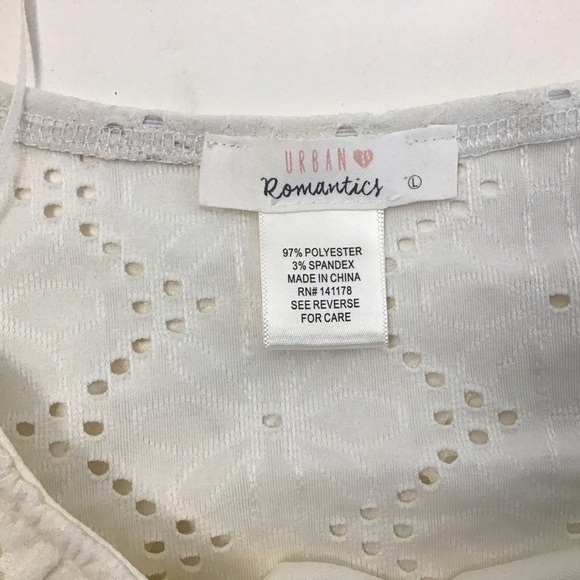 URBAN
Romantics L
97% POLYESTER
3% SPANDEX
MADE IN CHINA
RN# 141178
SEE REVERSE
FOR CARE